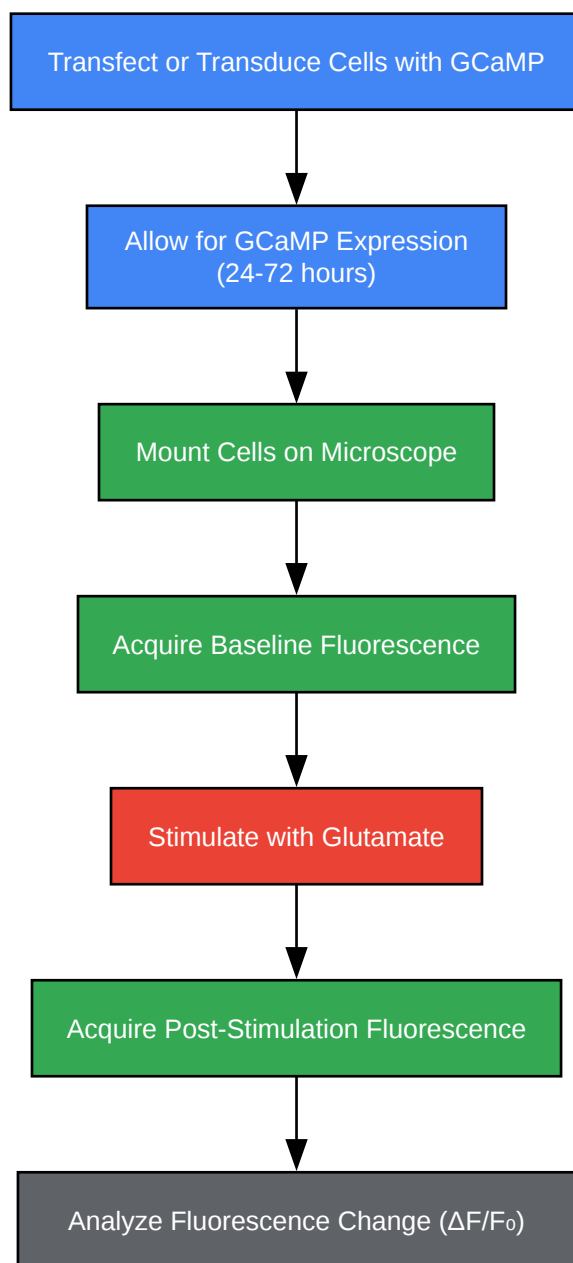 Transfect or Transduce Cells with GCaMP
Allow for GCaMP Expression
(24-72 hours)
Mount Cells on Microscope
Acquire Baseline Fluorescence
Stimulate with Glutamate
Acquire Post-Stimulation Fluorescence
Analyze Fluorescence Change (ΔF/F₀)